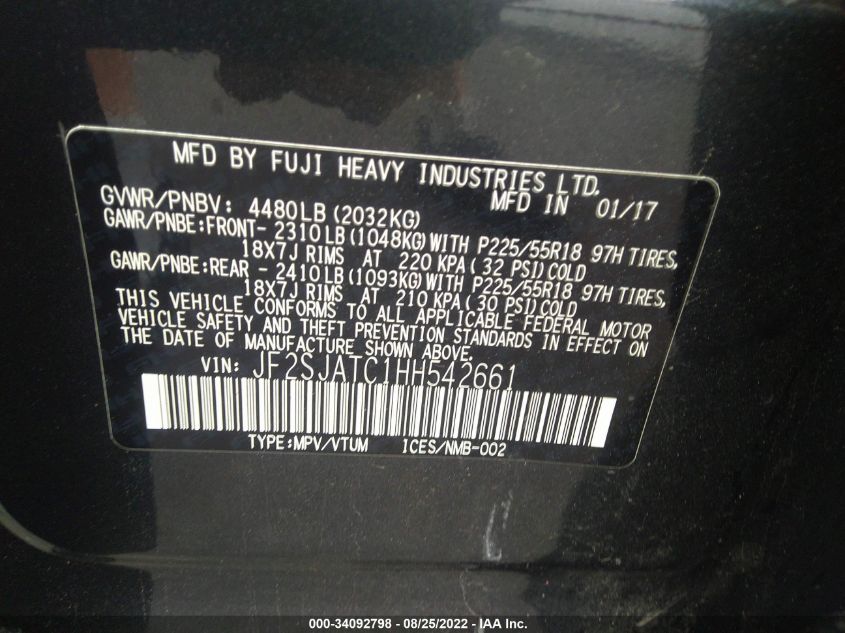 MFD BY FUJI HEAVY INDUSTRIES LTD.
MFD IN 01/17
GVWR/PNBV: 4480LB (2032KG)
GAWR/PNBE:FRONT- 2310LB (1048KG)WITH P225/55R18 97H TIRES,
18X7J RIMS AT 220 KPA ( 32 PSI) COLD
GAWR/PNBE:REAR - 2410LB (1093KG)WITH P225/55R18 97H TIRES,
18X7J RIMS AT 210 KPA ( 30 PSI) COLD
THIS VEHICLE CONFORMS TO ALL APPLICABLE FEDERAL MOTOR
VEHICLE SAFETY AND THEFT PREVENTION STANDARDS IN EFFECT ON
THE DATE OF MANUFACTURE SHOWN ABOVE.
VIN: JF2SJATC1HH542661
TYPE:MPV/VTUM ICES/NMB-002
000-34092798 - 08/25/2022 - IAA Inc.